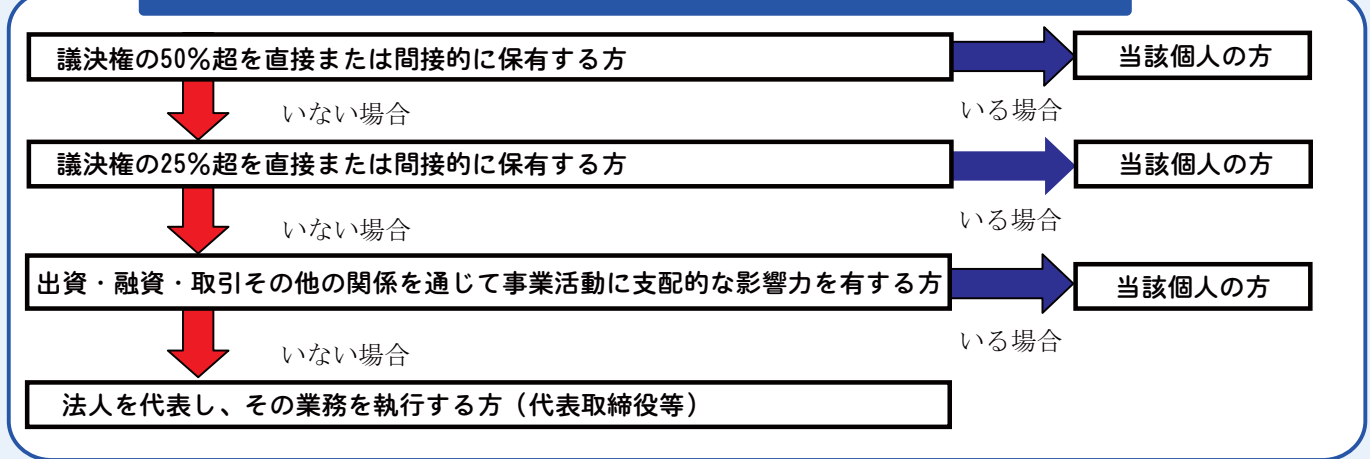 議決権の50%超を直接または間接的に保有する方
当該個人の方
いない場合
いる場合
議決権の25%超を直接または間接的に保有する方
当該個人の方
いない場合
いる場合
出資・融資・取引その他の関係を通じて事業活動に支配的な影響力を有する方
当該個人の方
いない場合
いる場合
法人を代表し、その業務を執行する方（代表取締役等）